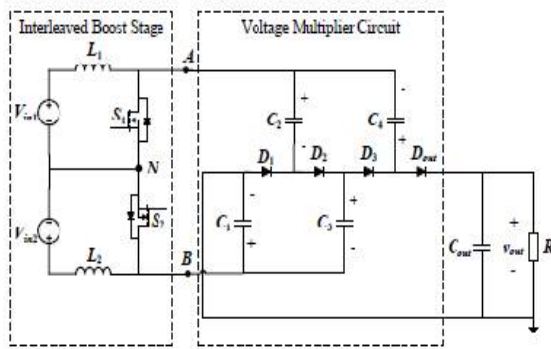 Interleaved Boost Stage
Voltage Multiplier Circuit
L1
A
Vin1
S1
C2
+
-
C4
-
+
D1
D2
D3
Dout
N
C1
-
+
C3
+
-
S2
Vin2
L2
B
Cout
+
vout
-
R